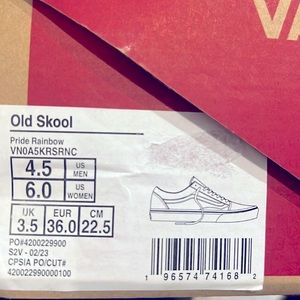 VA
Old Skool
Pride Rainbow
VN0A5KRSRNC
4.5 US MEN
6.0 US WOMEN
UK EUR CM
3.5 36.0 22.5
PO#4200229900
S2V - 02/23
CPSIA PO/CUT#
420022990000100
1 96574 74168 2